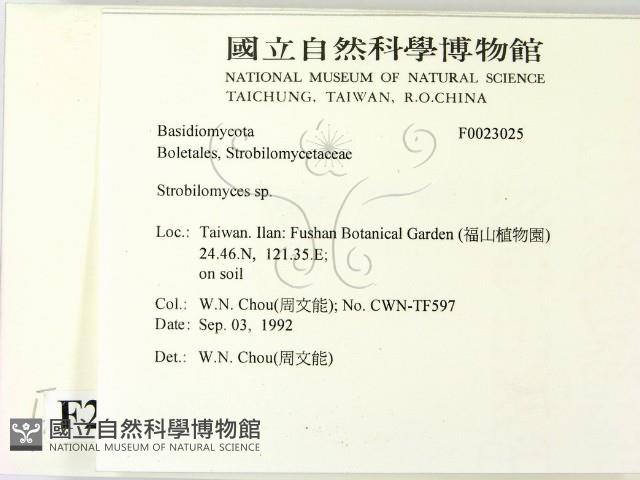 國立自然科學博物館
NATIONAL MUSEUM OF NATURAL SCIENCE
TAICHUNG, TAIWAN, R.O.CHINA
Basidiomycota F0023025
Boletales, Strobilomycetaceae
Strobilomyces sp.
Loc.: Taiwan. Ilan: Fushan Botanical Garden (福山植物園)
24.46.N, 121.35.E;
on soil
Col.: W.N. Chou(周文能); No. CWN-TF597
Date: Sep. 03, 1992
Det.: W.N. Chou(周文能)
F2
國立自然科學博物館
NATIONAL MUSEUM OF NATURAL SCIENCE